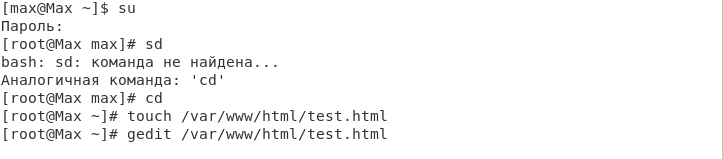 [max@Max ~]$ su
Пароль:
[root@Max max]# sd
bash: sd: команда не найдена...
Аналогичная команда: 'cd'
[root@Max max]# cd
[root@Max ~]# touch /var/www/html/test.html
[root@Max ~]# gedit /var/www/html/test.html